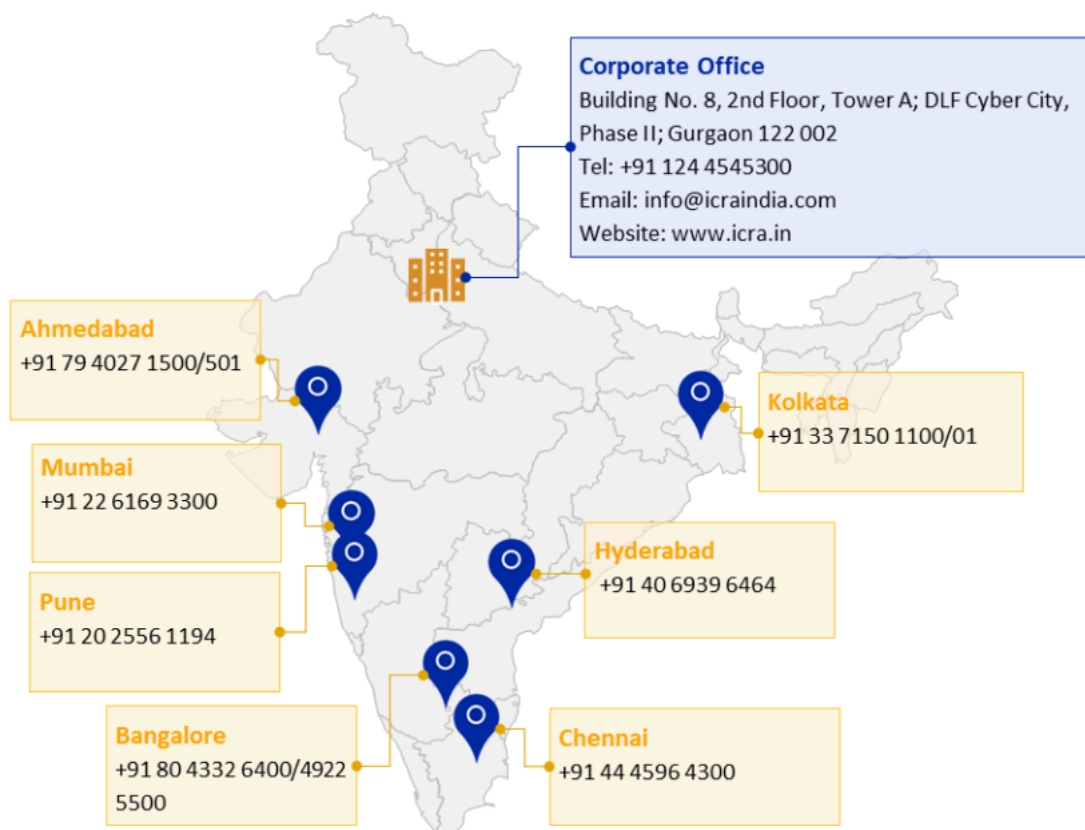 Corporate Office
Building No. 8, 2nd Floor, Tower A; DLF Cyber City,
Phase II; Gurgaon 122 002
Tel: +91 124 4545300
Email: info@icraindia.com
Website: www.icra.in
Ahmedabad
+91 79 4027 1500/501
Kolkata
+91 33 7150 1100/01
Mumbai
+91 22 6169 3300
Hyderabad
+91 40 6939 6464
Pune
+91 20 2556 1194
Bangalore
+91 80 4332 6400/4922
5500
Chennai
+91 44 4596 4300